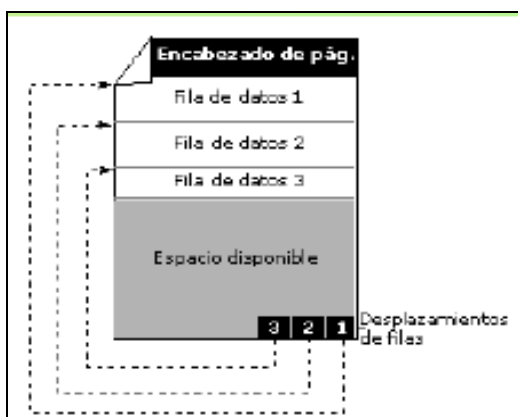 Encabezado de pág.
Fila de datos 1
Fila de datos 2
Fila de datos 3
Espacio disponible
3 2 1
Desplazamientos
de filas